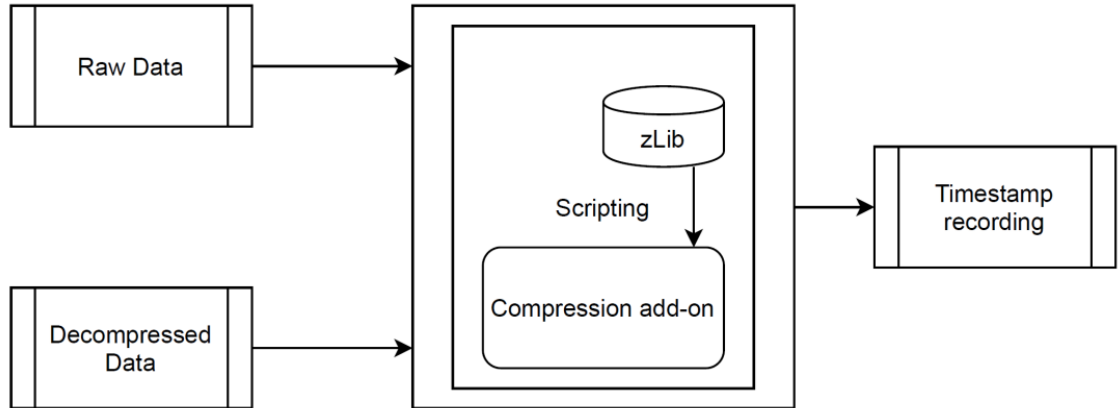 Raw Data
zLib
Scripting
Timestamp
recording
Compression add-on
Decompressed
Data